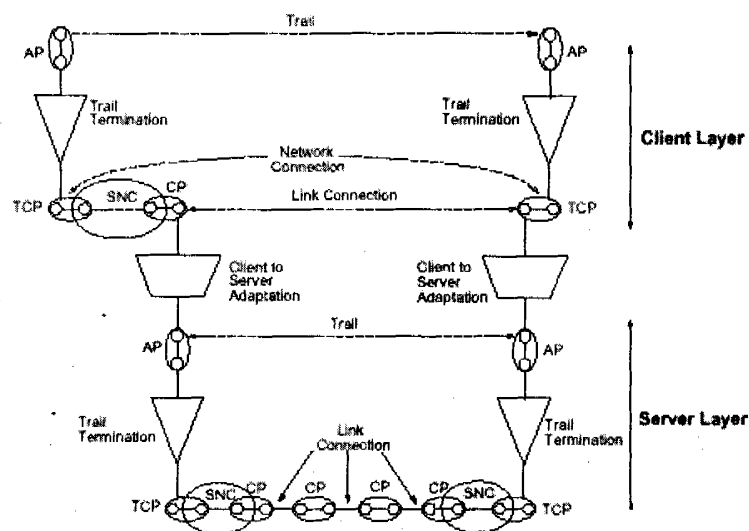 Trail
AP
AP
Trail
Termination
Trail
Termination
Client Layer
Network
Connection
SNC
CP
Link Connection
TCP
TCP
Client to
Server
Adaptation
Client to
Server
Adaptation
Trail
AP
AP
Trail
Termination
Link
Connection
Trail
Termination
Server Layer
SNC
CP
CP
CP
CP
SNC
TCP
TCP